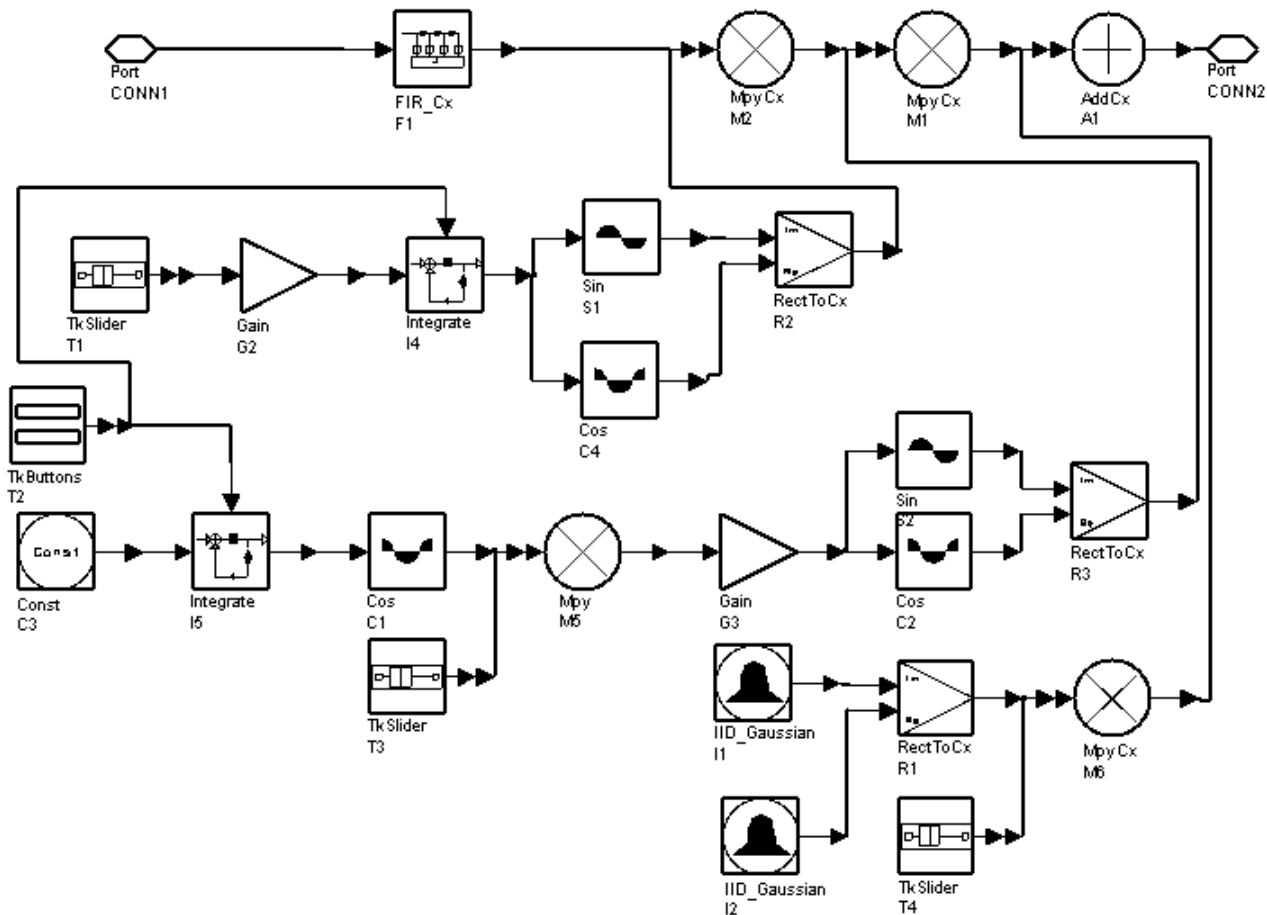 Port
CONN1
FIR_Cx
F1
MpyCx
M2
MpyCx
M1
AddCx
A1
Port
CONN2
TkSlider
T1
Gain
G2
Integrate
I4
Sin
S1
Im
Re
RectToCx
R2
Cos
C4
TkButtons
T2
Const
Const
C3
Integrate
I5
Cos
C1
Mpy
M5
Gain
G3
Sin
S2
Cos
C2
Im
Re
RectToCx
R3
TkSlider
T3
IID_Gaussian
I1
Im
Re
RectToCx
R1
MpyCx
M6
IID_Gaussian
I2
TkSlider
T4